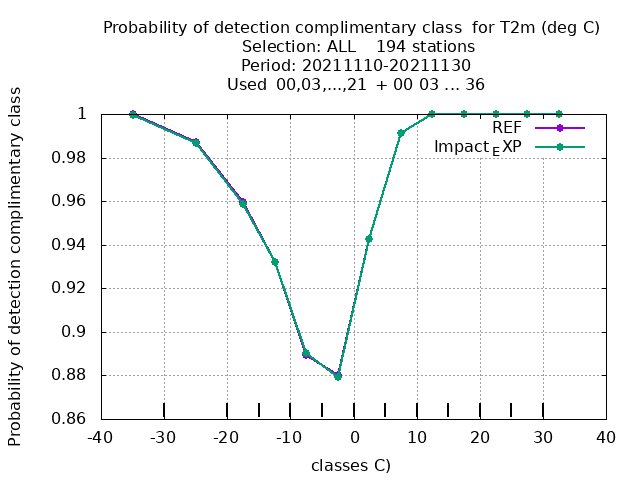 Probability of detection complimentary class  for T2m (deg C)
Selection: ALL    194 stations
Period: 20211110-20211130
Used  00,03,...,21  + 00 03 ... 36
Probability of detection complimentary class
1
0.98
0.96
0.94
0.92
0.9
0.88
0.86
REF
Impact_EXP
-40 -30 -20 -10 0 10 20 30 40
classes C)